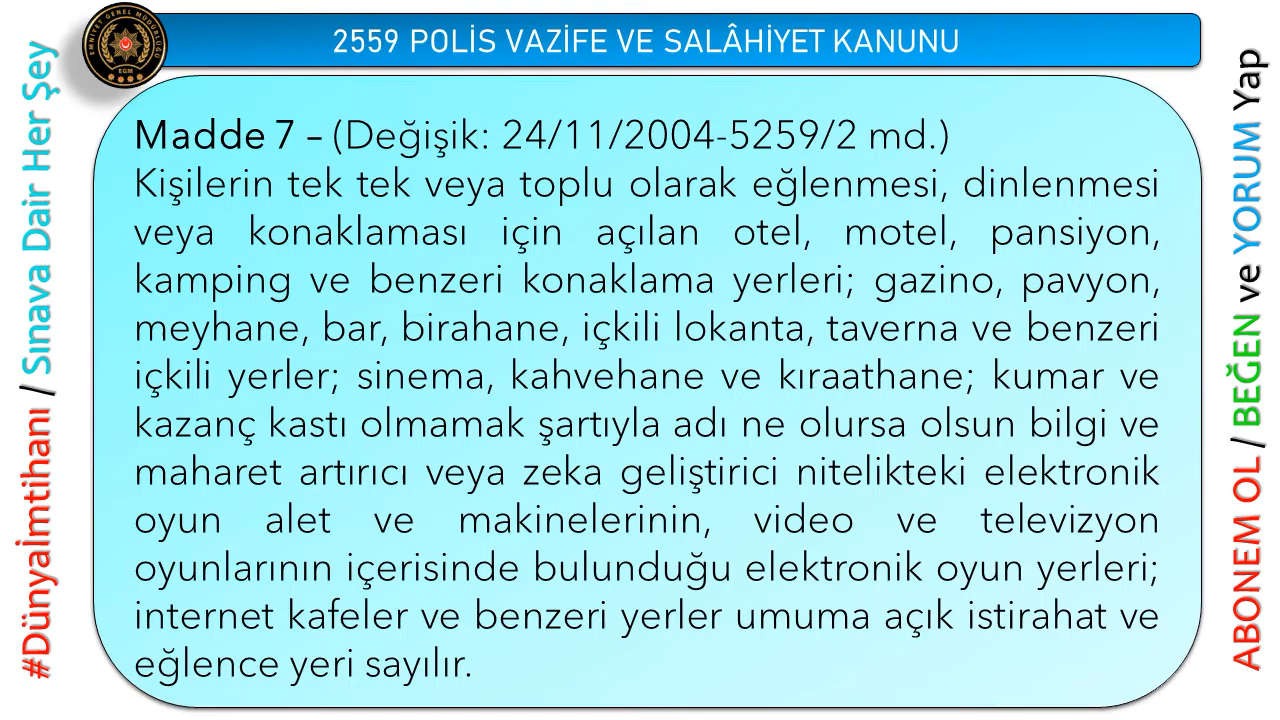 2559 POLİS VAZİFE VE SALÂHİYET KANUNU
EMNİYET GENEL MÜDÜRLÜĞÜ
EGM
Madde 7 – (Değişik: 24/11/2004-5259/2 md.)
Kişilerin tek tek veya toplu olarak eğlenmesi, dinlenmesi
veya konaklaması için açılan otel, motel, pansiyon,
kamping ve benzeri konaklama yerleri; gazino, pavyon,
meyhane, bar, birahane, içkili lokanta, taverna ve benzeri
içkili yerler; sinema, kahvehane ve kıraathane; kumar ve
kazanç kastı olmamak şartıyla adı ne olursa olsun bilgi ve
maharet artırıcı veya zeka geliştirici nitelikteki elektronik
oyun alet ve makinelerinin, video ve televizyon
oyunlarının içerisinde bulunduğu elektronik oyun yerleri;
internet kafeler ve benzeri yerler umuma açık istirahat ve
eğlence yeri sayılır.
#Dünyaİmtihanı / Sınava Dair Her Şey
ABONEM OL / BEĞEN ve YORUM Yap